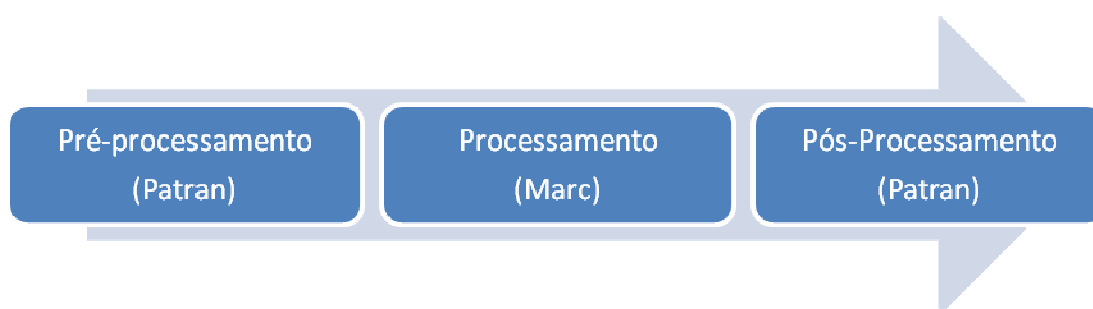 Pré-processamento
(Patran)
Processamento
(Marc)
Pós-Processamento
(Patran)